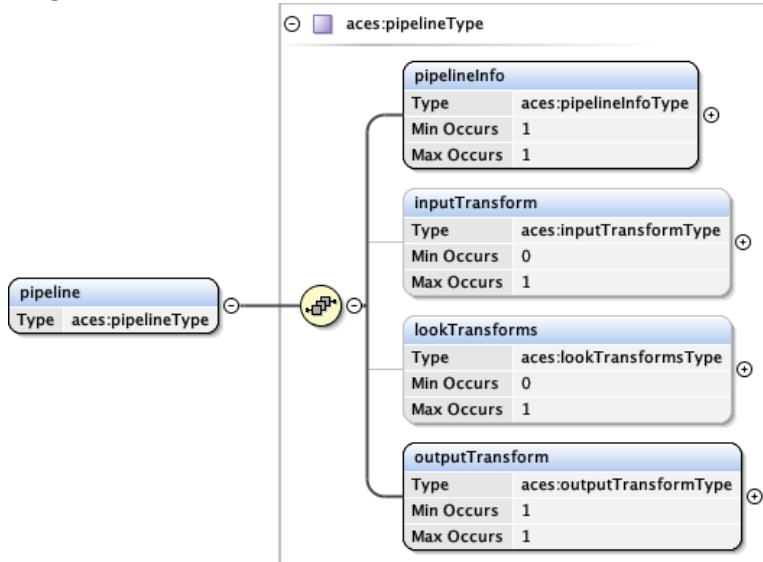 aces:pipelineType
pipelineInfo
Type aces:pipelineInfoType
Min Occurs 1
Max Occurs 1
inputTransform
Type aces:inputTransformType
Min Occurs 0
Max Occurs 1
pipeline
Type aces:pipelineType
lookTransforms
Type aces:lookTransformsType
Min Occurs 0
Max Occurs 1
outputTransform
Type aces:outputTransformType
Min Occurs 1
Max Occurs 1